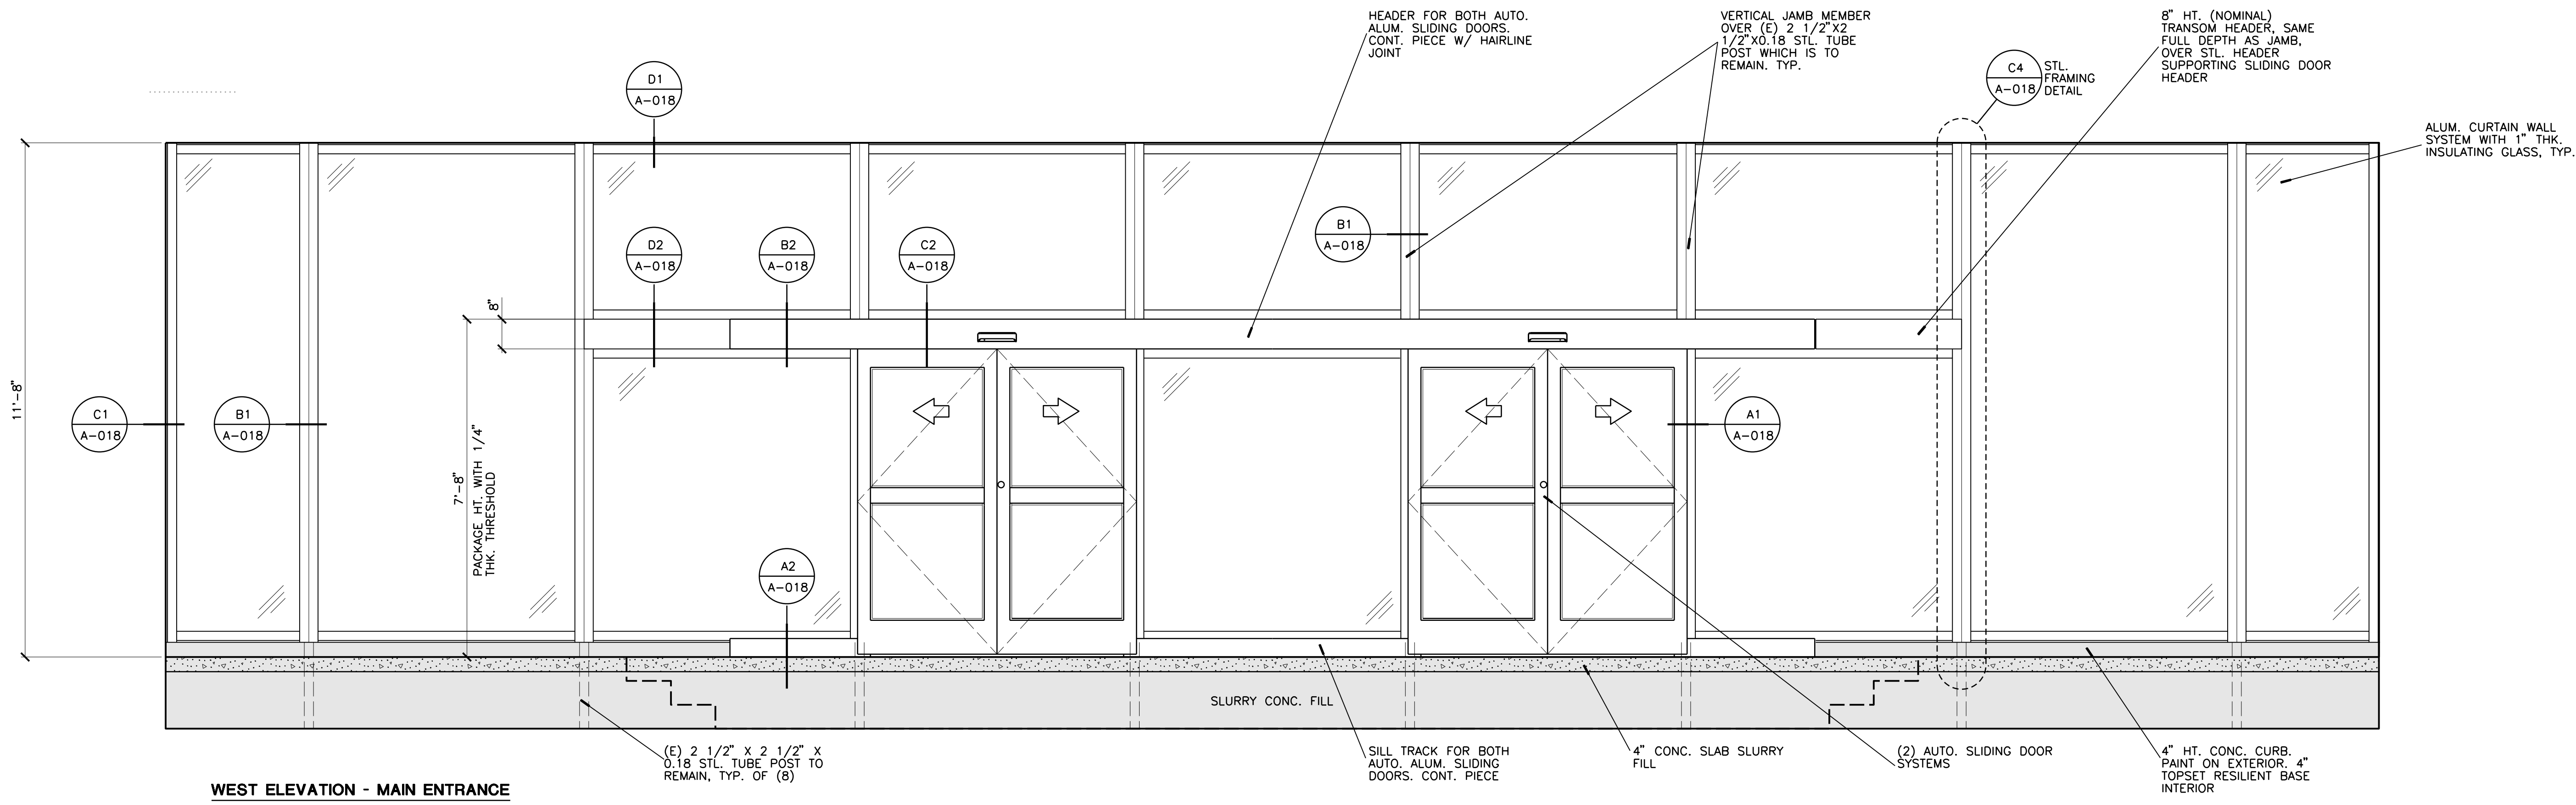 HEADER FOR BOTH AUTO.
ALUM. SLIDING DOORS.
CONT. PIECE W/ HAIRLINE
JOINT
VERTICAL JAMB MEMBER
OVER (E) 2 1/2"X2
1/2"X0.18 STL. TUBE
POST WHICH IS TO
REMAIN. TYP.
8" HT. (NOMINAL)
TRANSOM HEADER, SAME
FULL DEPTH AS JAMB,
OVER STL. HEADER
SUPPORTING SLIDING DOOR
HEADER
D1
A-018
C4
A-018
STL.
FRAMING
DETAIL
ALUM. CURTAIN WALL
SYSTEM WITH 1" THK.
INSULATING GLASS, TYP.
D2
A-018
B2
A-018
C2
A-018
B1
A-018
8"
11'-8"
C1
A-018
B1
A-018
7'-8"
PACKAGE HT. WITH 1/4"
THK. THRESHOLD
A1
A-018
A2
A-018
SLURRY CONC. FILL
(E) 2 1/2" X 2 1/2" X
0.18 STL. TUBE POST TO
REMAIN, TYP. OF (8)
SILL TRACK FOR BOTH
AUTO. ALUM. SLIDING
DOORS. CONT. PIECE
4" CONC. SLAB SLURRY
FILL
(2) AUTO. SLIDING DOOR
SYSTEMS
4" HT. CONC. CURB.
PAINT ON EXTERIOR. 4"
TOPSET RESILIENT BASE
INTERIOR
WEST ELEVATION - MAIN ENTRANCE